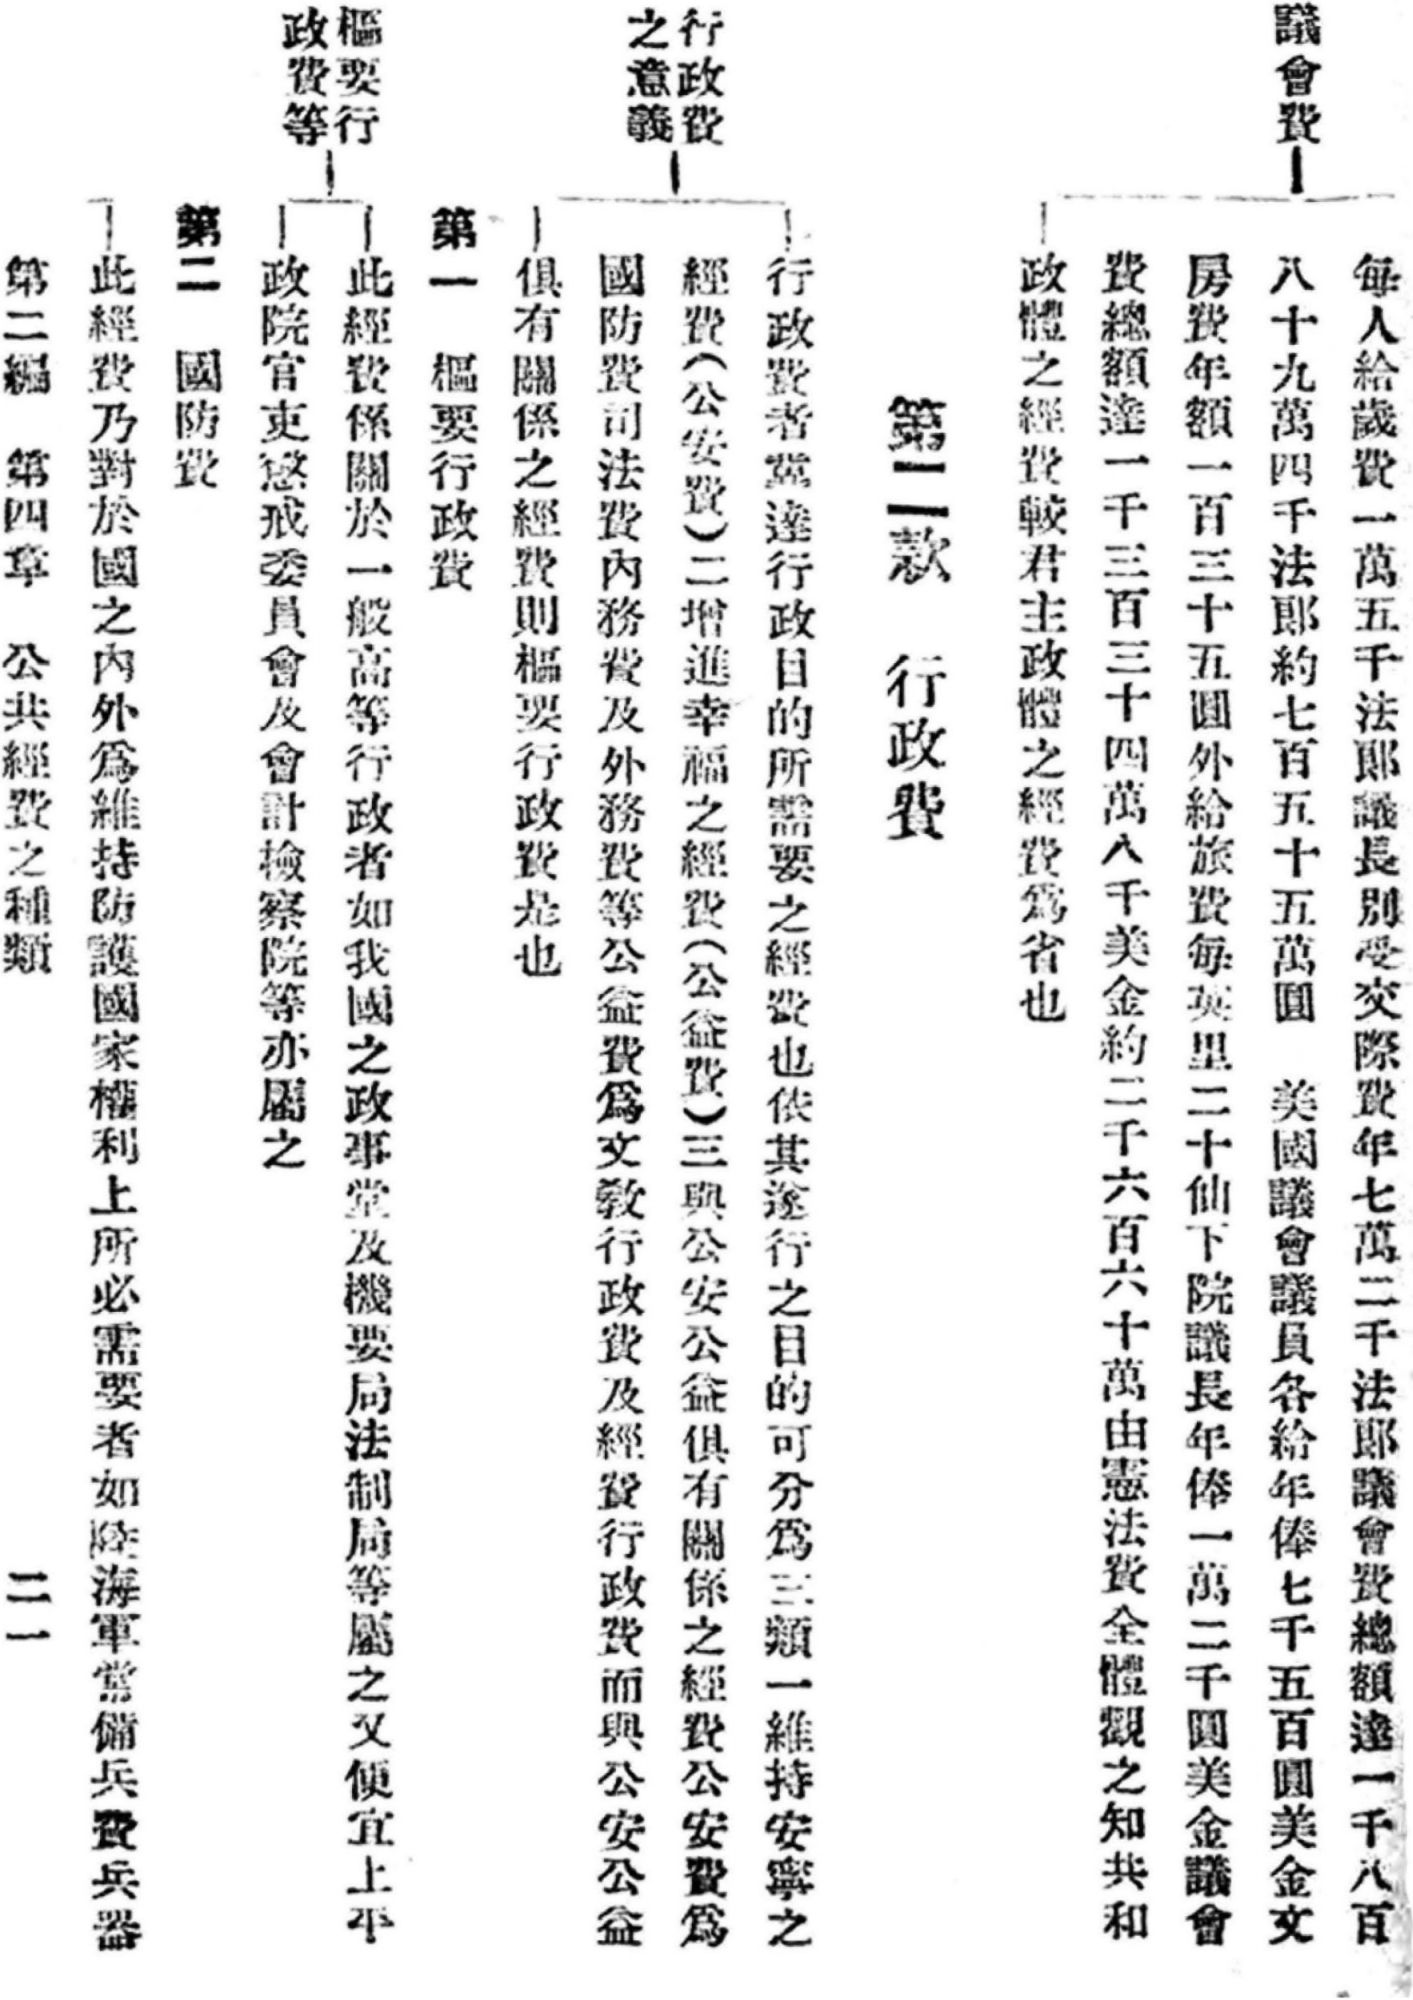 議會費
每人給歲費一萬五千法郞議長別受交際費年七萬二千法郞議會費總額達一千八百
八十九萬四千法郞約七百五十五萬圓　美國議會議員各給年俸七千五百圓美金文
房費年額一百三十五圓外給旅費每英里二十仙下院議長年俸一萬二千圓美金議會
費總額達一千三百三十四萬八千美金約二千六百六十萬由憲法費全體觀之知共和
政體之經費較君主政體之經費爲省也
第二款　行政費
行政費
之意義
行政費者黨達行政目的所需要之經費也依其遂行之目的可分爲三類一維持安寧之
經費（公安費）二增進幸福之經費（公益費）三與公安公益俱有關係之經費公安費爲
國防費司法費內務費及外務費等公益費爲文教行政費及經費行政費而與公安公益
俱有關係之經費則樞要行政費是也
第一　樞要行政費
樞要行
政費等
此經費係關於一般高等行政者如我國之政事堂及機要局法制局等屬之又便宜上平
政院官吏懲戒委員會及會計檢察院等亦屬之
第二　國防費
此經費乃對於國之內外爲維持防護國家權利上所必需要者如陸海軍常備兵費兵器
第二編　第四章　公共經費之種類　二一